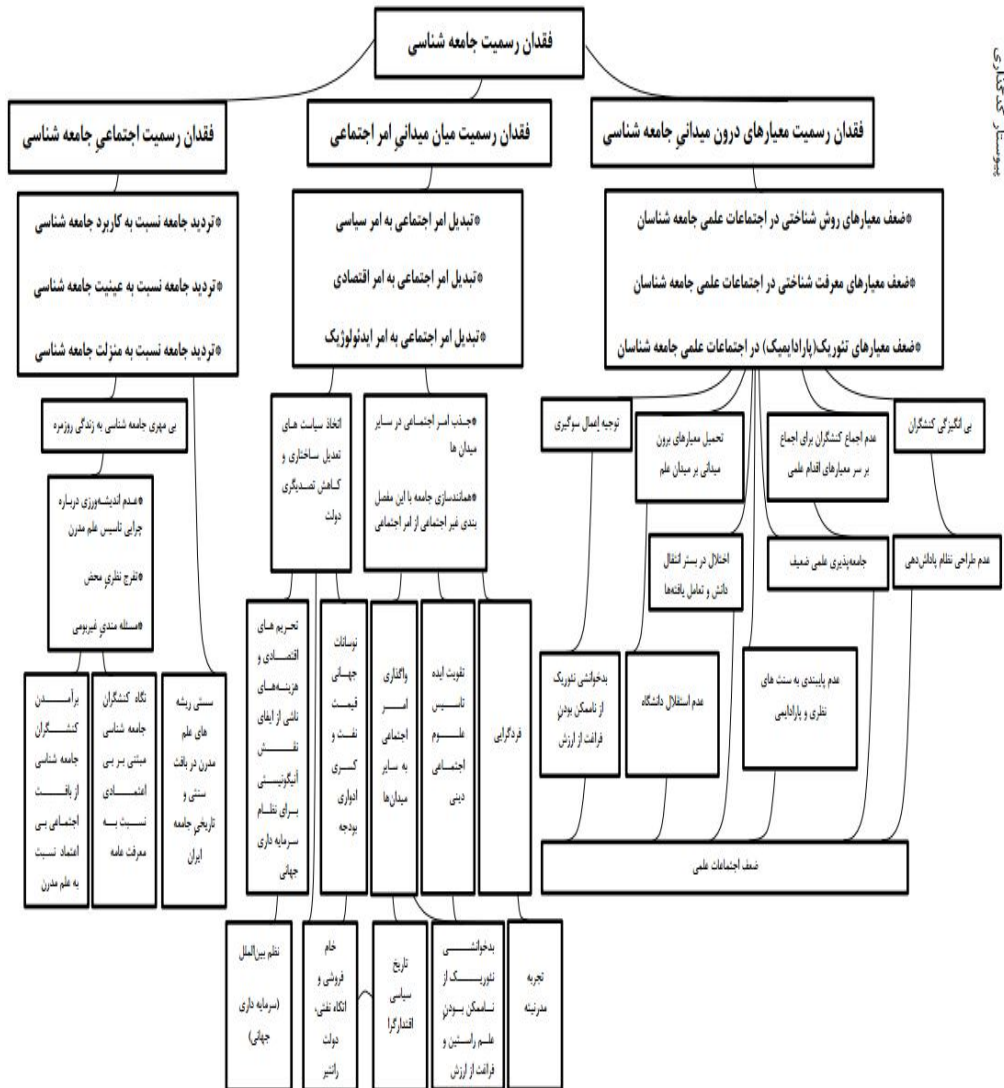 پیوستار کدگذاری
فقدان رسمیت جامعه شناسی
فقدان رسمیت معیارهای درون میدانیِ جامعه شناسی
فقدان رسمیت میان میدانیِ امر اجتماعی
فقدان رسمیت اجتماعیِ جامعه شناسی
*ضعف معیارهای روش شناختی در اجتماعات علمی جامعه شناسان
*ضعف معیارهای معرفت شناختی در اجتماعات علمی جامعه شناسان
*ضعف معیارهای تئوریک(پارادایمیک) در اجتماعات علمی جامعه شناسان
*تبدیل امر اجتماعی به امر سیاسی
*تبدیل امر اجتماعی به امر اقتصادی
*تبدیل امر اجتماعی به امر ایدئولوژیک
*تردید جامعه نسبت به کاربرد جامعه شناسی
*تردید جامعه نسبت به عینیت جامعه شناسی
*تردید جامعه نسبت به منزلت جامعه شناسی
بی انگیزگی کنشگران
عدم اجماع کنشگران برای اجماع
بر سر معیارهای اقدام علمی
تحمیل معیارهای برون
میدانی بر میدان علم
توجیه اِعمال سوگیری
*جذب امر اجتماعی در سایر
میدان ها
*همانندسازی جامعه با این مفصل
بندی غیر اجتماعی از امر اجتماعی
اتخاذ سیاست های
تعدیل ساختاری و
کاهش تصدیگری
دولت
بی مهری جامعه شناسی به زندگی روزمره
*عدم اندیشه‌ورزی درباره
چرایی تاسیس علم مدرن
*تفرج نظریِ محض
*مسئله مندیِ غیربومی
عدم طراحی نظام پاداش‌دهی
جامعه‌پذیری علمی ضعیف
اختلال در بستر انتقال
دانش و تعامل یافته‌ها
عدم پایبندی به سنت های
نظری و پارادایمی
عدم استقلال دانشگاه
بدخوانشی تئوریک
از ناممکن بودنِ
فراغت از ارزش
فردگرایی
تقویت ایده
تاسیس
علوم
اجتماعی
دینی
واگذاری
امر
اجتماعی
به سایر
میدان‌ها
نوسانات
جهانی
قیمت
نفت و
کسری
ادواری
بودجه
تحریم های
اقتصادی و
هزینه‌های
ناشی از ایفای
نقش
آنتگونیستی
برای نظام
سرمایه داری
جهانی
سستی ریشه
های علم
مدرن در بافت
سنتی و
تاریخی جامعه
ایران
نگاه کنشگران
جامعه شناسی
مبتنی بر بی
اعتمادی
نسبت به
معرفت عامه
برآمدن
کنشگران
جامعه شناسی
از بافت
اجتماعی بی
اعتماد نسبت
به علم مدرن
ضعف اجتماعات علمی
تجربه
مدرنیته
بدخوانشی
تئوریک از
ناممکن بودنِ
علم راستین و
فراغت از ارزش
تاریخ
سیاسی
اقتدارگرا
خام
فروشی و
اتکاء نفتی،
دولت
رانتیر
نظم بین‌الملل
(سرمایه داری
جهانی)